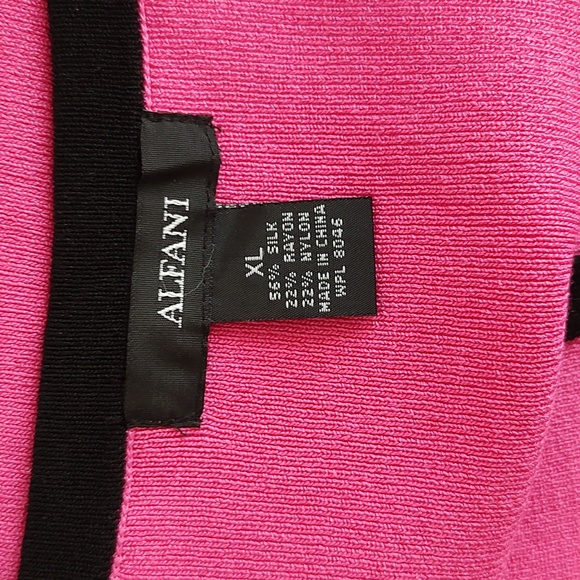 ALFANI
XL
56% SILK
22% RAYON
22% NYLON
MADE IN CHINA
WPL 8046